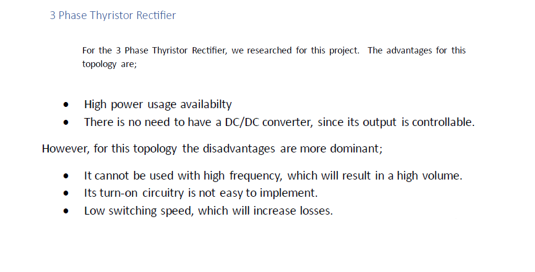 3 Phase Thyristor Rectifier
For the 3 Phase Thyristor Rectifier, we researched for this project. The advantages for this
topology are;
• High power usage availabilty
• There is no need to have a DC/DC converter, since its output is controllable.
However, for this topology the disadvantages are more dominant;
• It cannot be used with high frequency, which will result in a high volume.
• Its turn-on circuitry is not easy to implement.
• Low switching speed, which will increase losses.